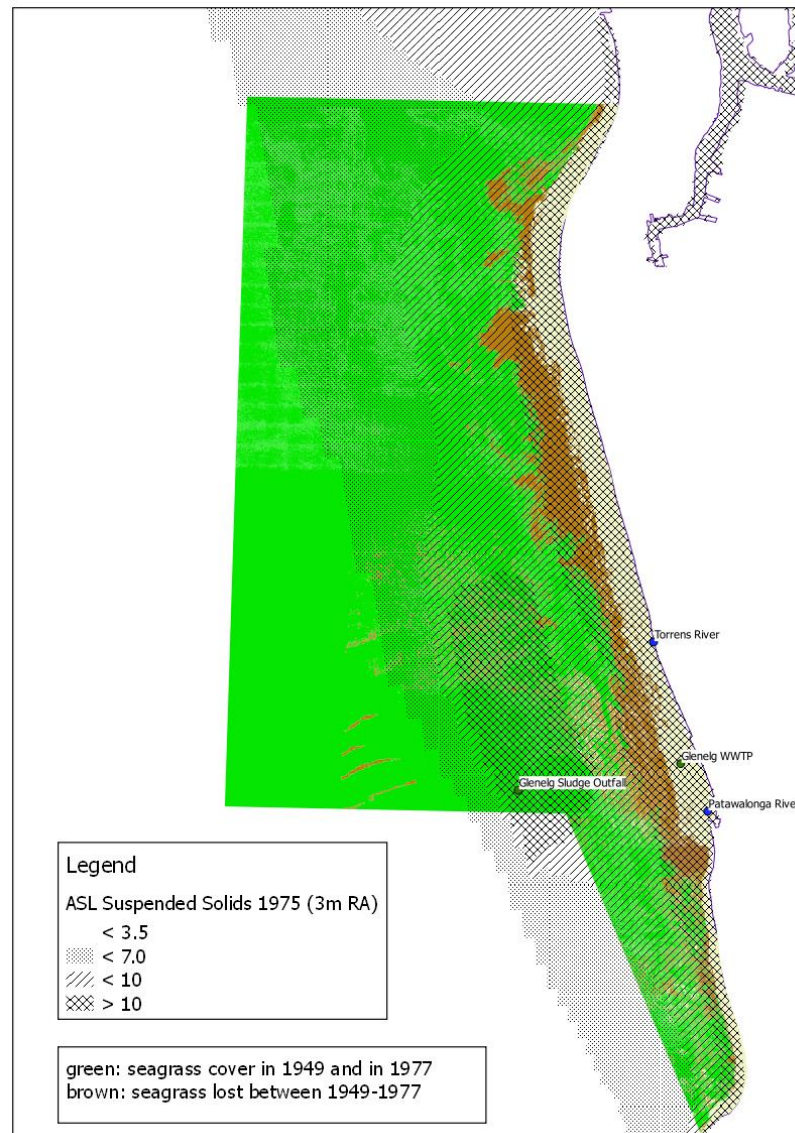 Torrens River
Glenelg WWTP
Glenelg Sludge Outfall
Patawalonga Rive
Legend
ASL Suspended Solids 1975 (3m RA)
< 3.5
< 7.0
< 10
> 10
green: seagrass cover in 1949 and in 1977
brown: seagrass lost between 1949-1977